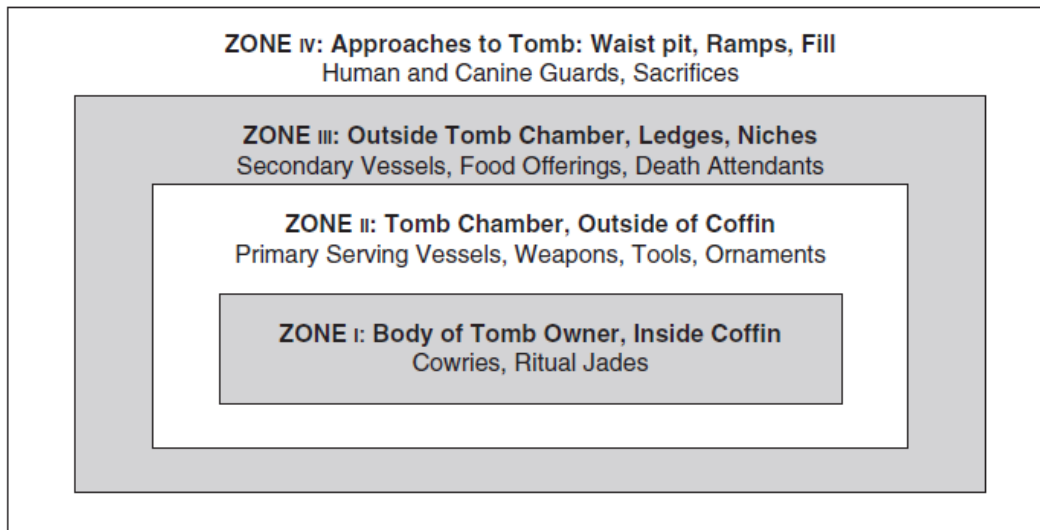 ZONE IV: Approaches to Tomb: Waist pit, Ramps, Fill
Human and Canine Guards, Sacrifices
ZONE III: Outside Tomb Chamber, Ledges, Niches
Secondary Vessels, Food Offerings, Death Attendants
ZONE II: Tomb Chamber, Outside of Coffin
Primary Serving Vessels, Weapons, Tools, Ornaments
ZONE I: Body of Tomb Owner, Inside Coffin
Cowries, Ritual Jades